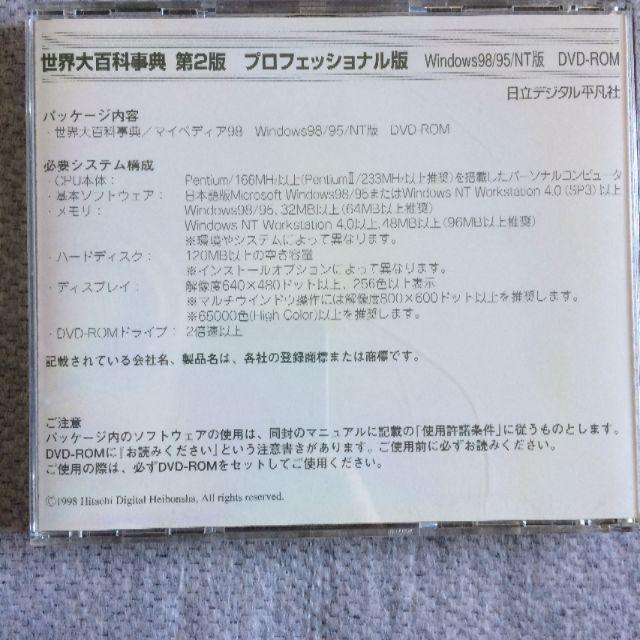 世界大百科事典 第2版 プロフェッショナル版 Windows98/95/NT版 DVD-ROM
日立デジタル平凡社
パッケージ内容
・世界大百科事典/マイペディア98 Windows98/95/NT版 DVD-ROM
必要システム構成
・CPU本体: Pentium/166MHz以上(PentiumⅡ/233MHz以上推奨)を搭載したパーソナルコンピュータ
・基本ソフトウェア: 日本語版Microsoft Windows98/95またはWindows NT Workstation 4.0 (SP3)以上
・メモリ: Windows98/95、32MB以上(64MB以上推奨)
Windows NT Workstation 4.0以上、48MB以上(96MB以上推奨)
※環境やシステムによって異なります。
・ハードディスク: 120MB以上の空き容量
※インストールオプションによって異なります。
・ディスプレイ: 解像度640×480ドット以上、256色以上表示
※マルチウインドウ操作には解像度800×600ドット以上を推奨します。
※65000色(High Color)以上を推奨します。
・DVD-ROMドライブ: 2倍速以上
記載されている会社名、製品名は、各社の登録商標または商標です。
ご注意
パッケージ内のソフトウェアの使用は、同封のマニュアルに記載の「使用許諾条件」に従うものとします。
DVD-ROMに『お読みください』という注意書きがあります。ご使用前に必ずお読みください。
ご使用の際は、必ずDVD-ROMをセットしてご使用ください。
©1998 Hitachi Digital Heibonsha, All rights reserved.